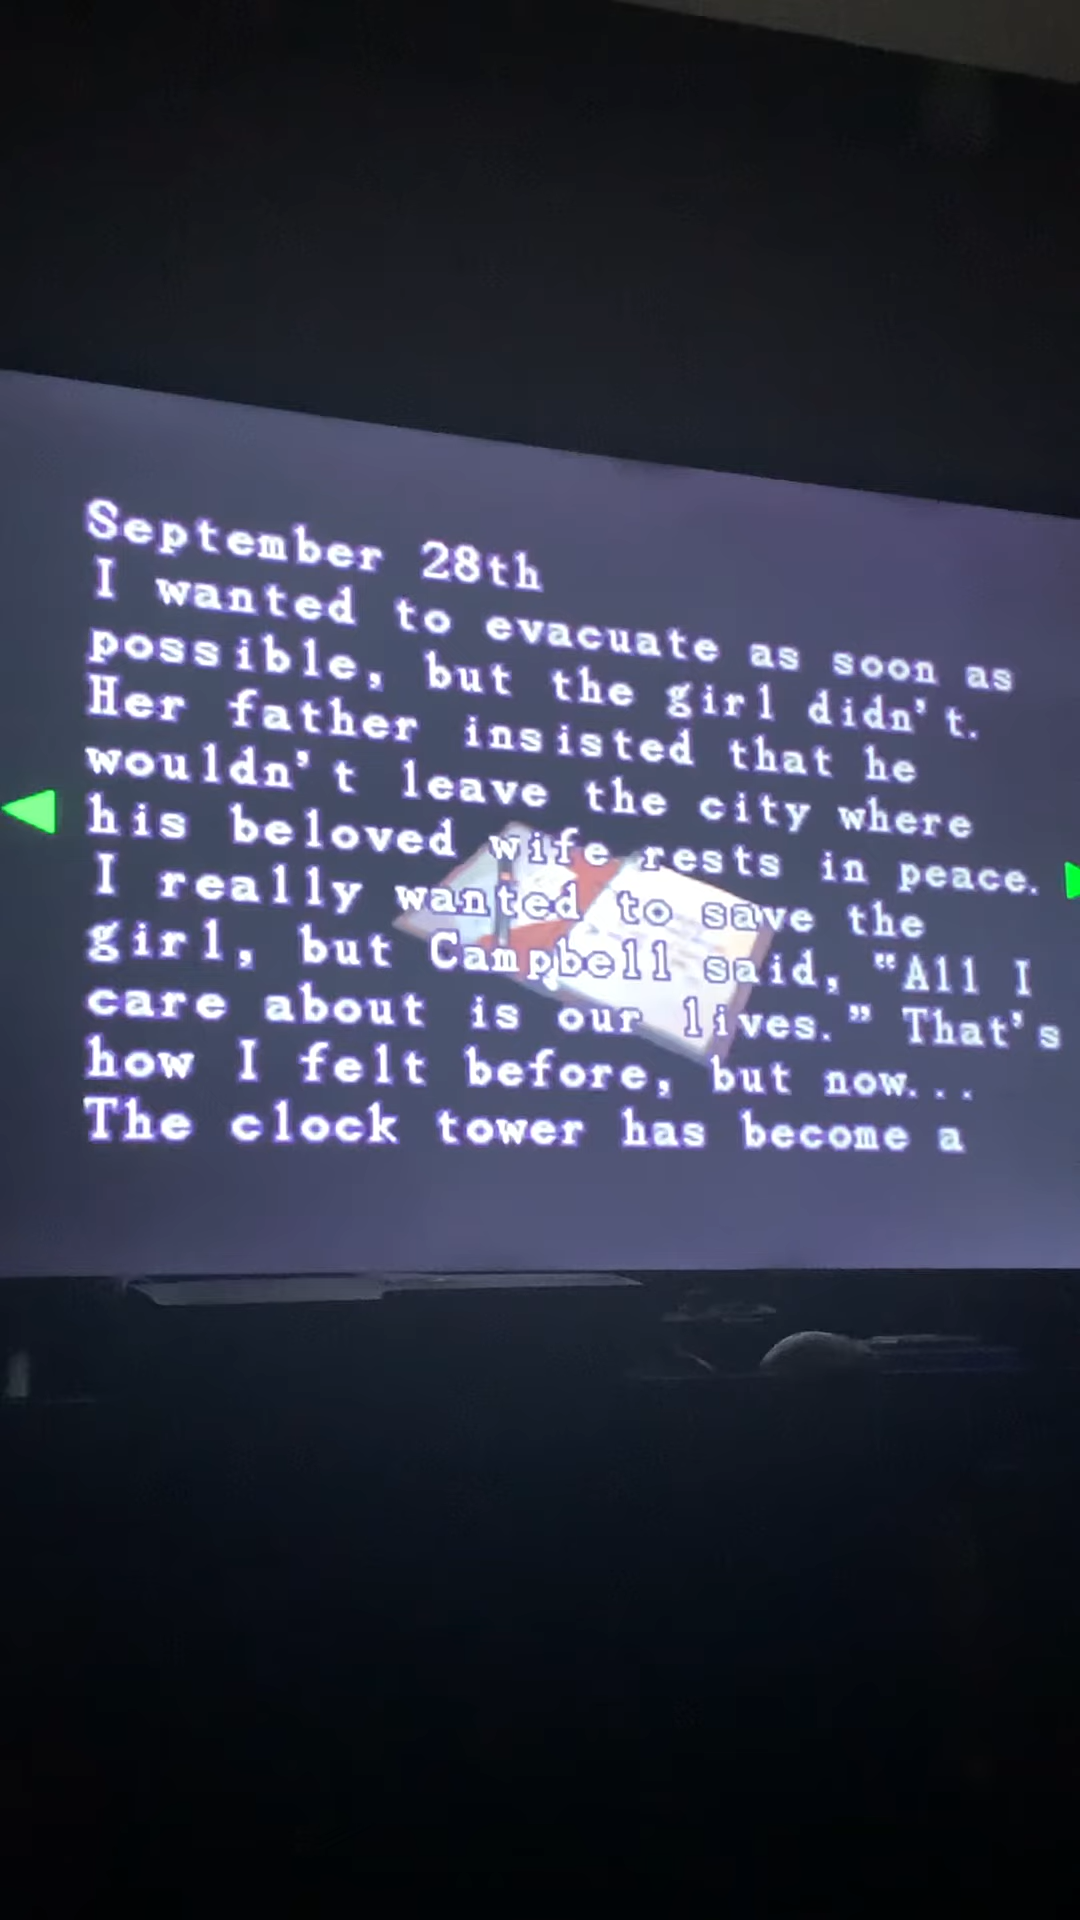 September 28th
I wanted to evacuate as soon as
possible, but the girl didn't.
Her father insisted that he
wouldn't leave the city where
his beloved wife rests in peace.
I really wanted to save the
girl, but Campbell said, "All I
care about is our lives." That's
how I felt before, but now...
The clock tower has become a